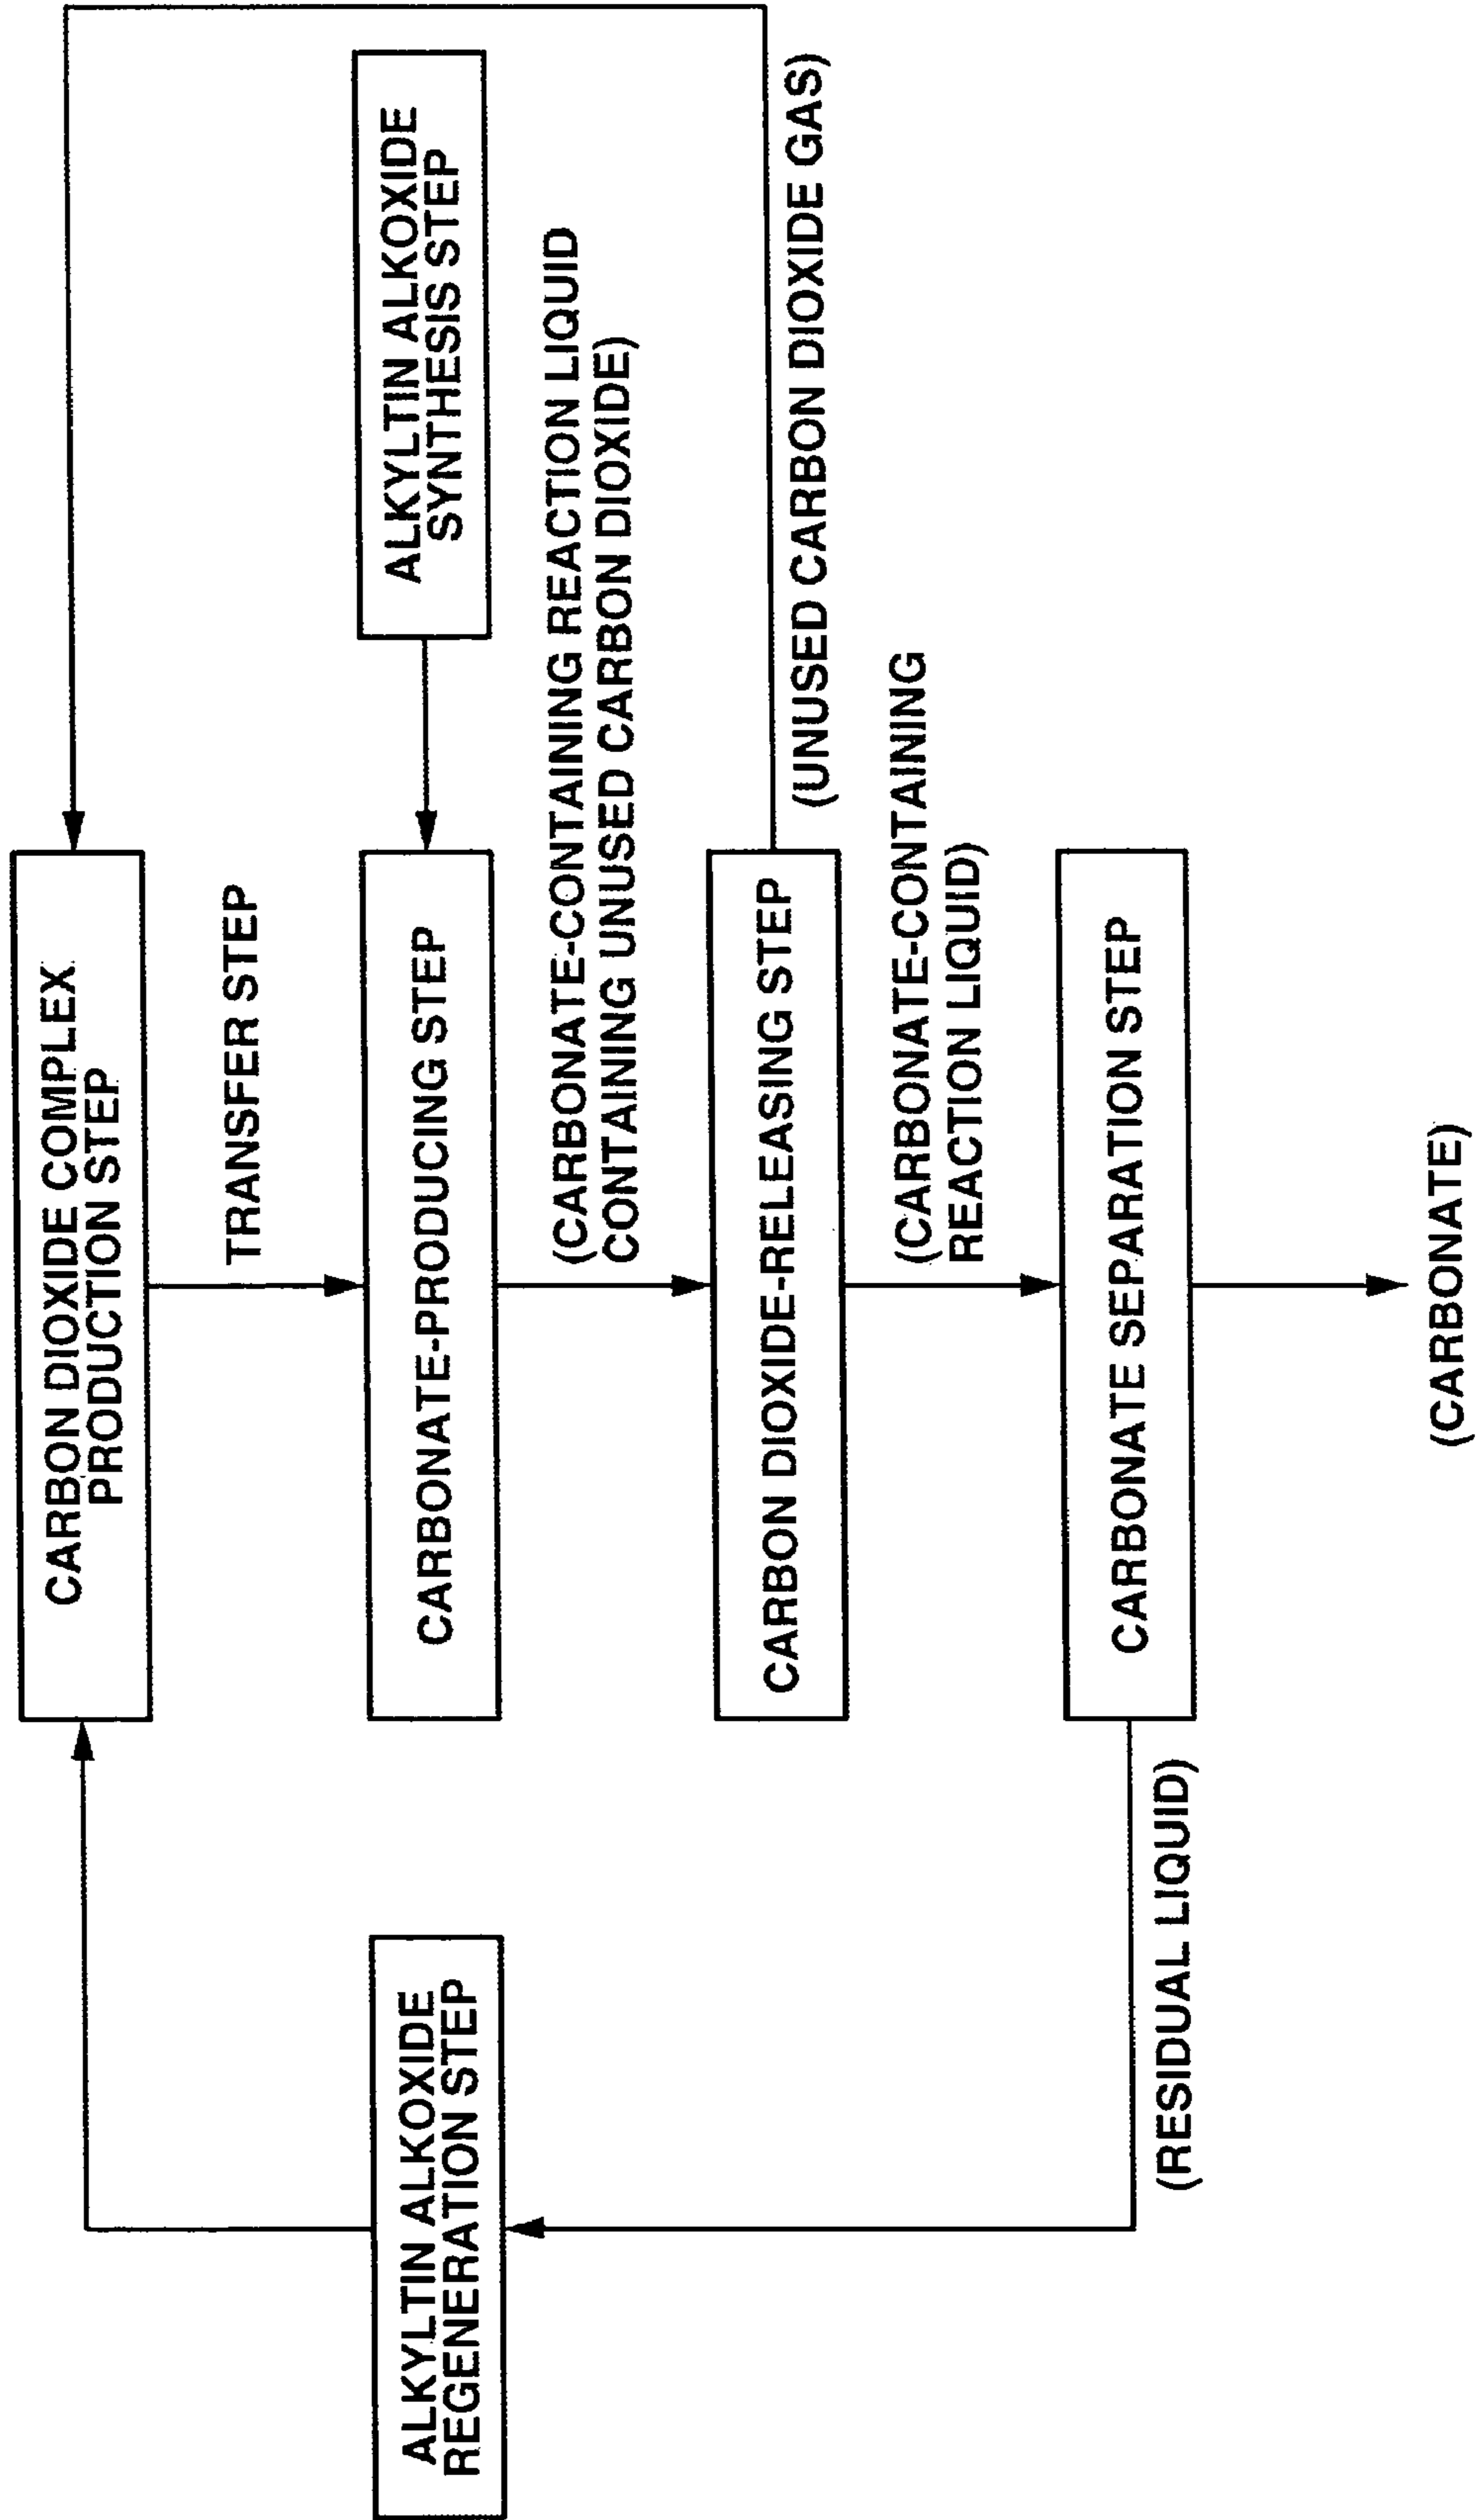 CARBON DIOXIDE COMPLEX
PRODUCTION STEP
TRANSFER STEP
ALKYLTIN ALKOXIDE
REGENERATION STEP
CARBONATE-PRODUCING STEP
ALKYLTIN ALKOXIDE
SYNTHESIS STEP
(CARBONATE-CONTAINING REACTION LIQUID
CONTAINING UNUSED CARBON DIOXIDE)
CARBON DIOXIDE-RELEASING STEP
(UNUSED CARBON DIOXIDE GAS)
(CARBONATE-CONTAINING
REACTION LIQUID)
CARBONATE SEPARATION STEP
(RESIDUAL LIQUID)
(CARBONATE)